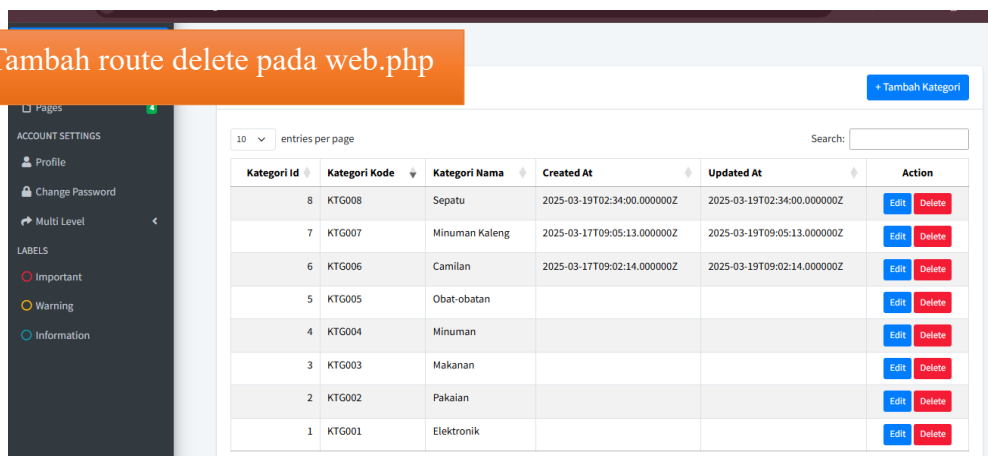 Tambah route delete pada web.php
+ Tambah Kategori
Pages 4
ACCOUNT SETTINGS
Profile
Change Password
Multi Level
LABELS
Important
Warning
Information
10 entries per page
Search:
Kategori Id Kategori Kode Kategori Nama Created At Updated At Action
8 KTG008 Sepatu 2025-03-19T02:34:00.000000Z 2025-03-19T02:34:00.000000Z Edit Delete
7 KTG007 Minuman Kaleng 2025-03-17T09:05:13.000000Z 2025-03-19T09:05:13.000000Z Edit Delete
6 KTG006 Camilan 2025-03-17T09:02:14.000000Z 2025-03-19T09:02:14.000000Z Edit Delete
5 KTG005 Obat-obatan Edit Delete
4 KTG004 Minuman Edit Delete
3 KTG003 Makanan Edit Delete
2 KTG002 Pakaian Edit Delete
1 KTG001 Elektronik Edit Delete